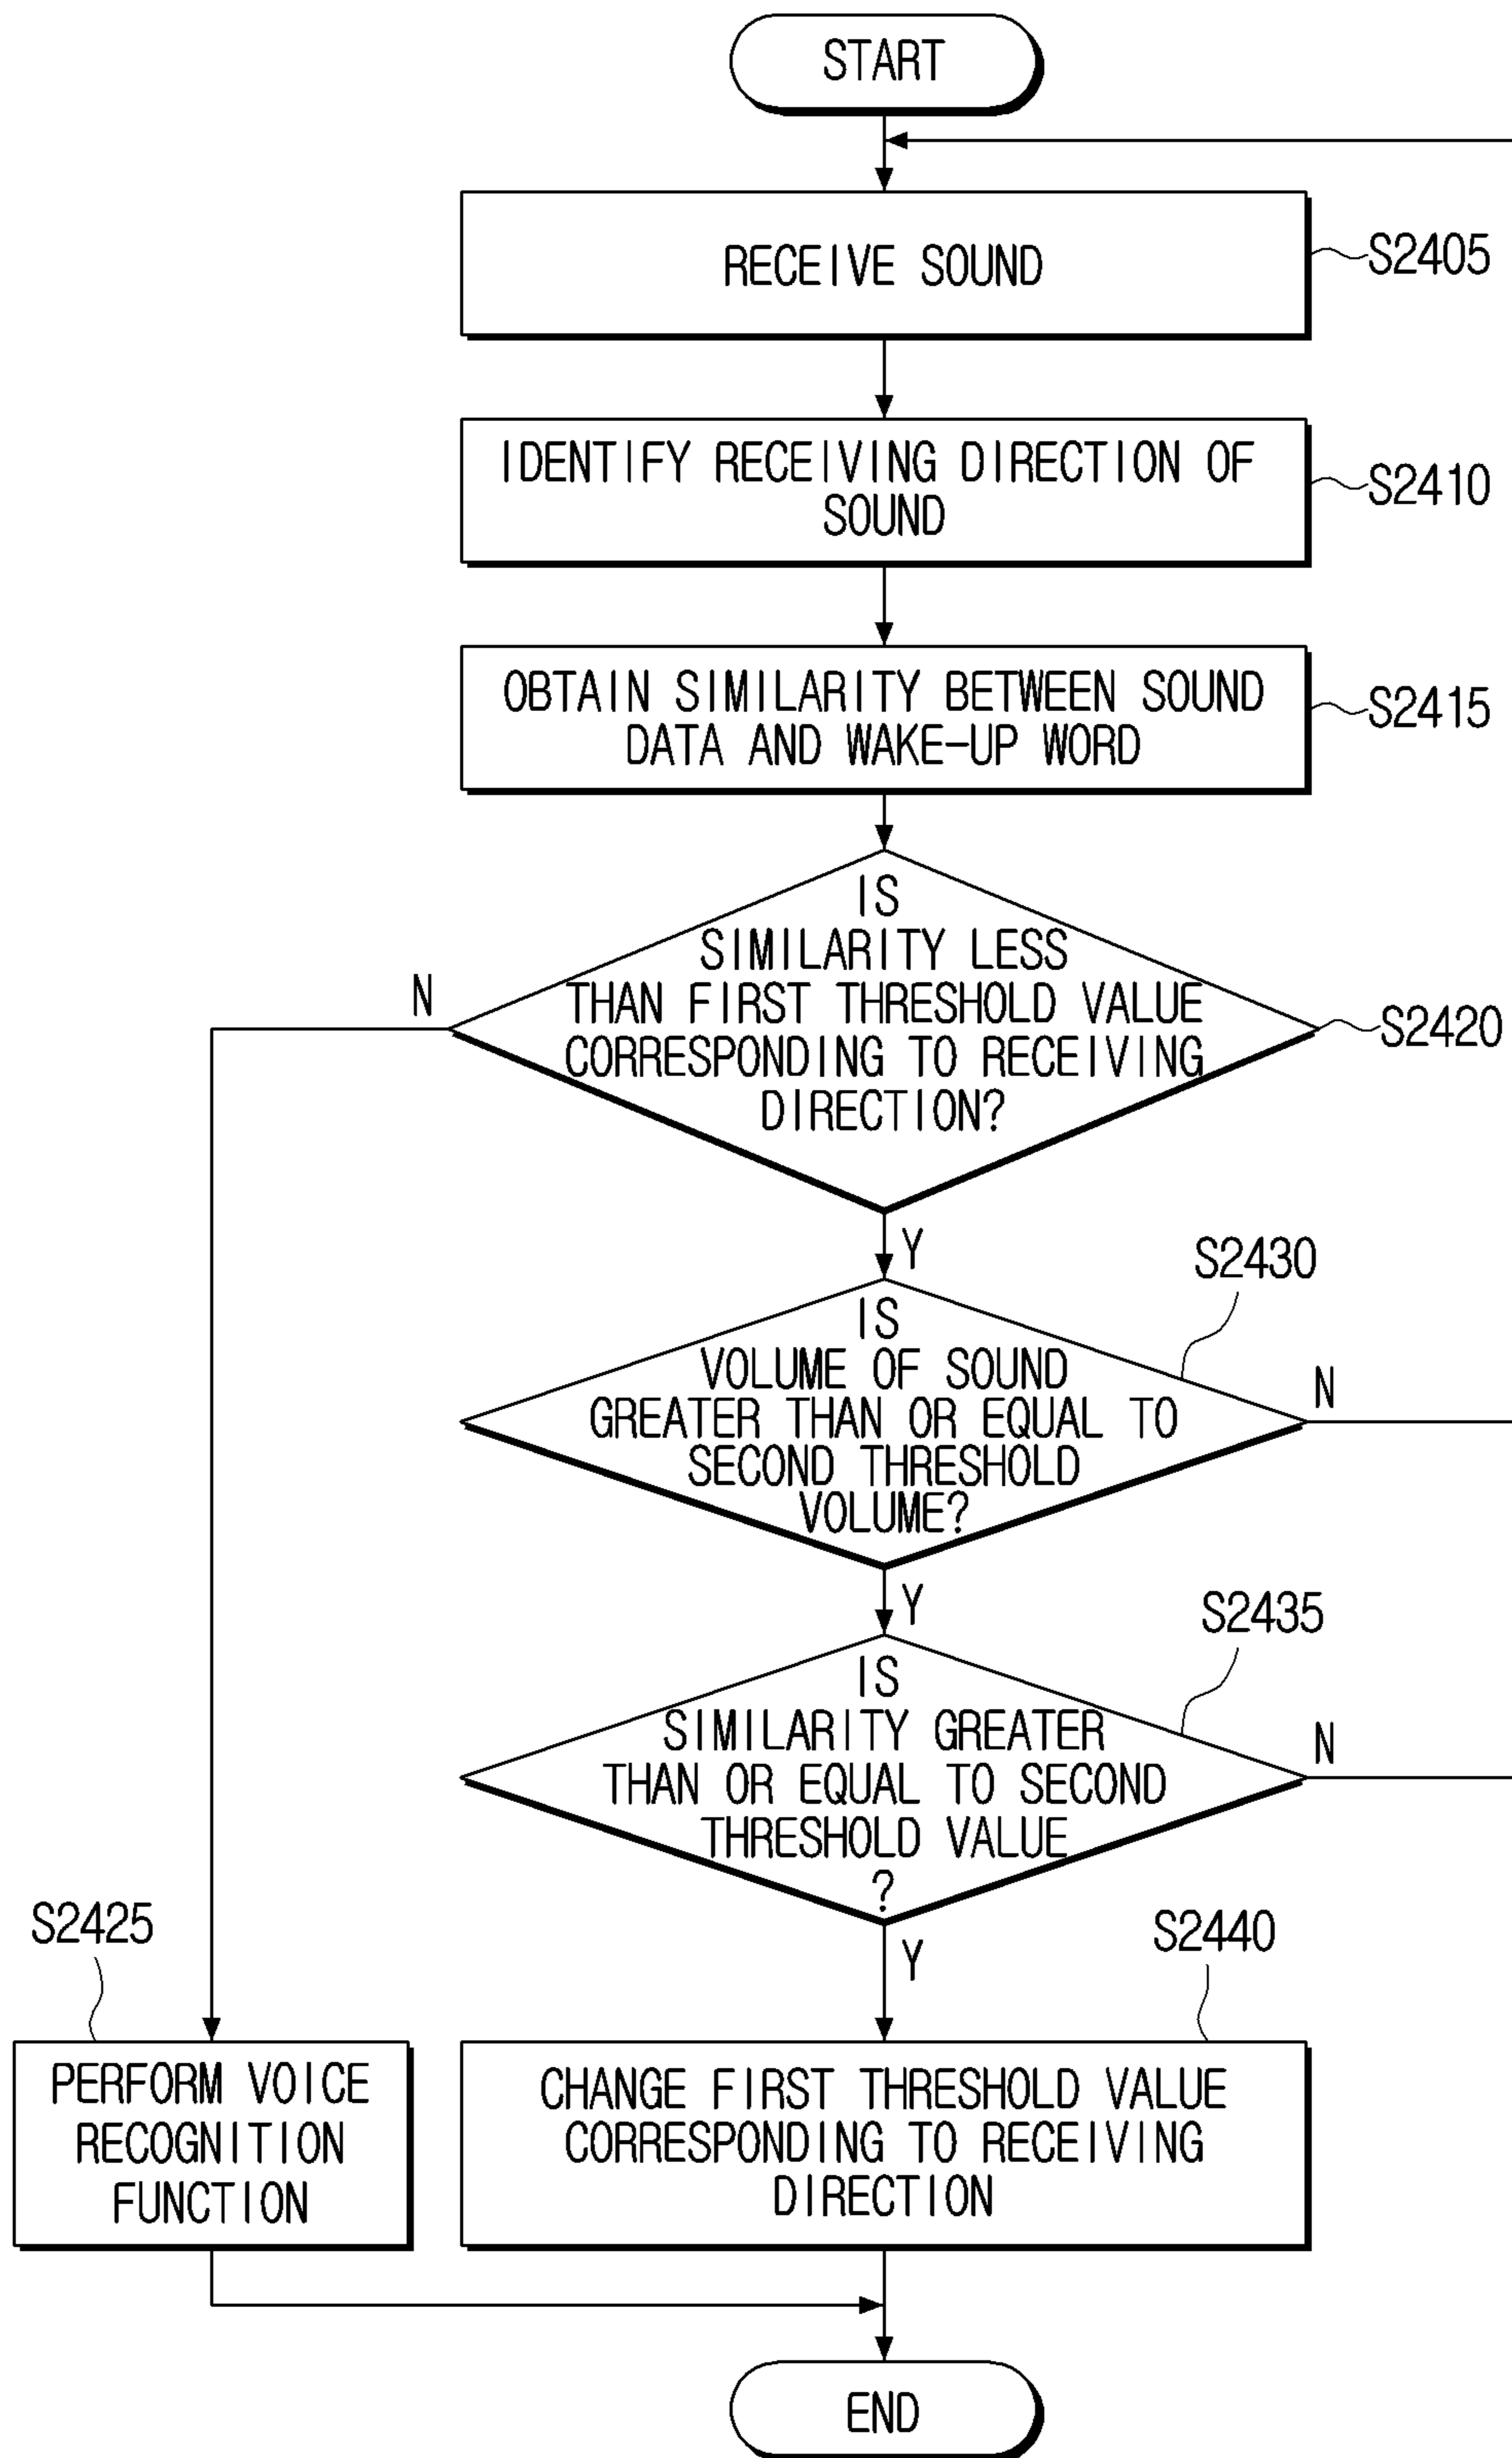 START
RECEIVE SOUND
S2405
IDENTIFY RECEIVING DIRECTION OF
SOUND
S2410
OBTAIN SIMILARITY BETWEEN SOUND
DATA AND WAKE-UP WORD
S2415
IS
SIMILARITY LESS
THAN FIRST THRESHOLD VALUE
CORRESPONDING TO RECEIVING
DIRECTION?
N
S2420
Y
S2430
IS
VOLUME OF SOUND
GREATER THAN OR EQUAL TO
SECOND THRESHOLD
VOLUME?
N
Y
S2435
IS
SIMILARITY GREATER
THAN OR EQUAL TO SECOND
THRESHOLD VALUE
?
N
Y
S2425
PERFORM VOICE
RECOGNITION
FUNCTION
S2440
CHANGE FIRST THRESHOLD VALUE
CORRESPONDING TO RECEIVING
DIRECTION
END